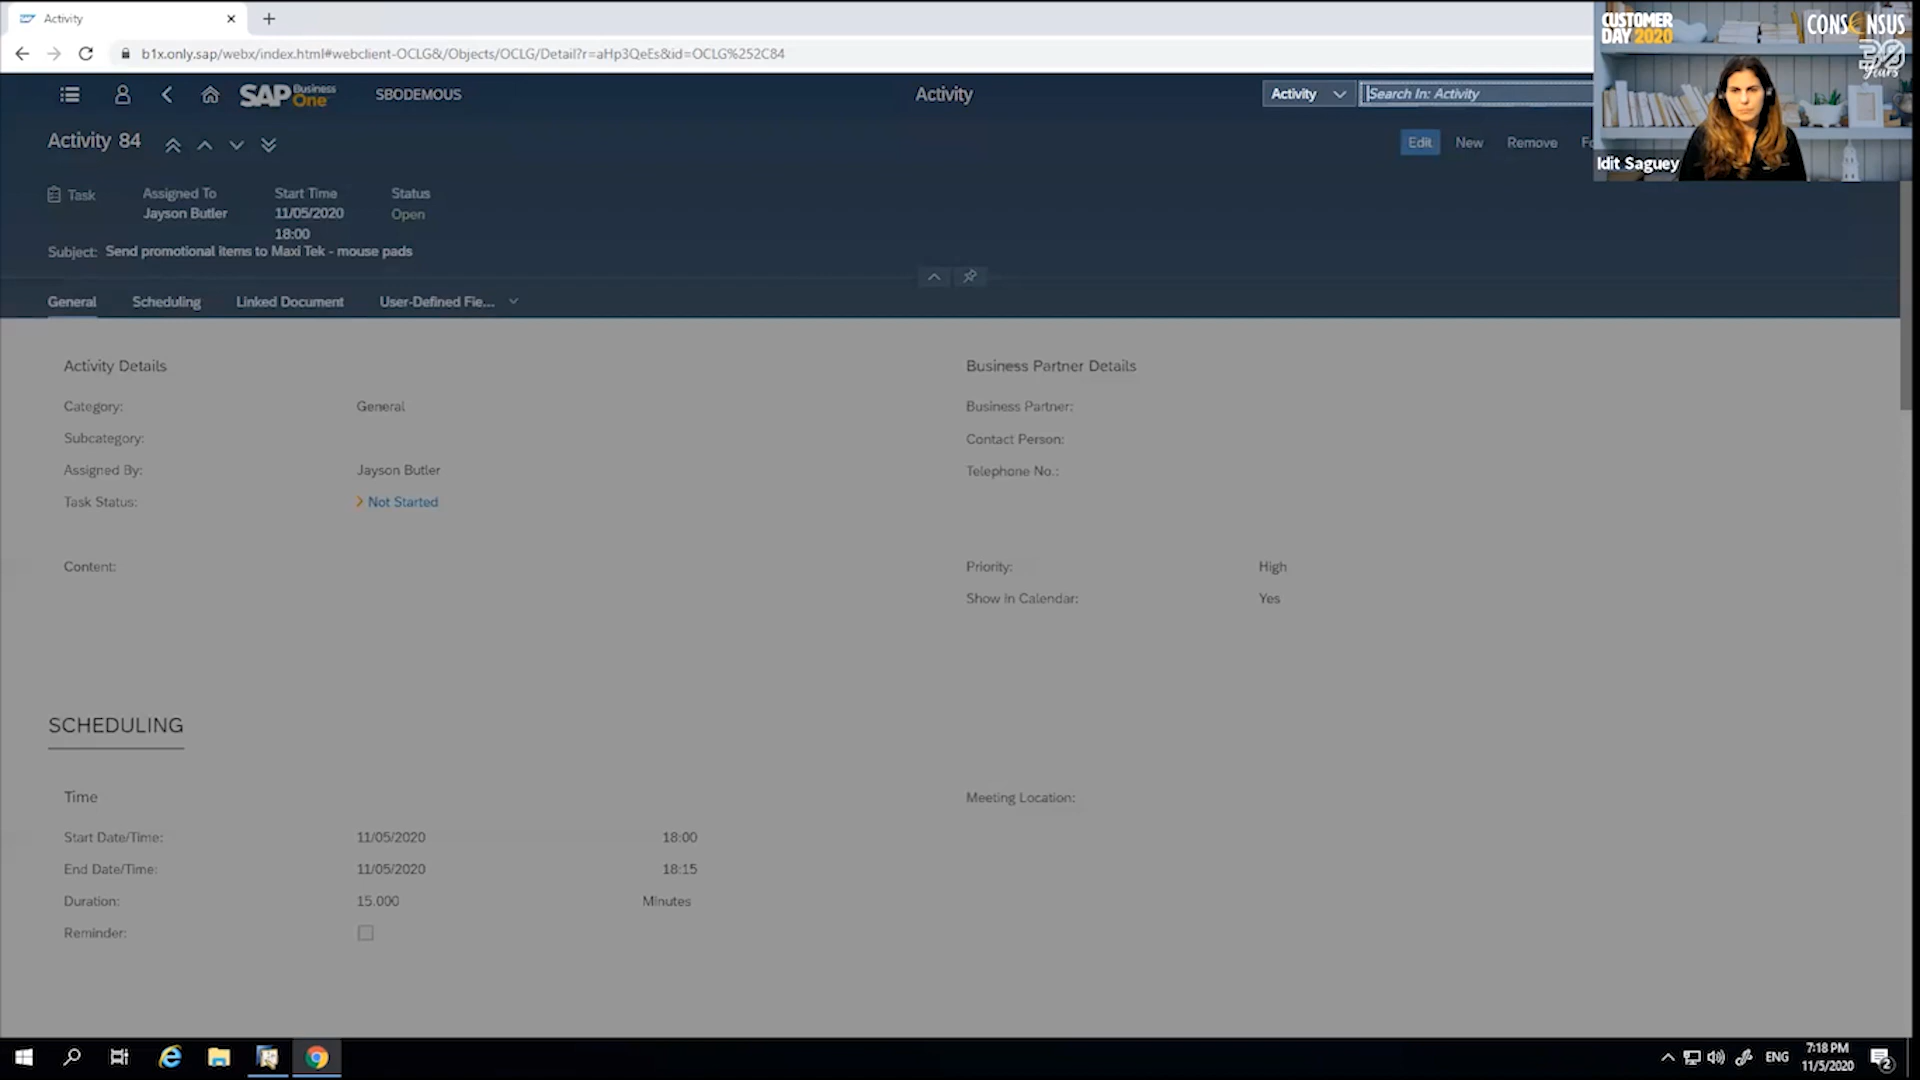 Activity
b1x.only.sap/webx/index.html#webclient-OCLG&/Objects/OCLG/Detail?r=aHp3QeEs&id=OCLG%252C84
CUSTOMER DAY 2020
CONSENSUS
30 Years
Idit Saguey
SAP Business One
SBODEMOUS
Activity
Activity
Search In: Activity
Activity 84
Edit
New
Remove
Fo
Task
Assigned To
Jayson Butler
Start Time
11/05/2020
18:00
Status
Open
Subject: Send promotional items to Maxi Tek - mouse pads
General
Scheduling
Linked Document
User-Defined Fie...
Activity Details
Category: General
Subcategory:
Assigned By: Jayson Butler
Task Status: Not Started
Content:
Business Partner Details
Business Partner:
Contact Person:
Telephone No.:
Priority: High
Show in Calendar: Yes
SCHEDULING
Time
Start Date/Time: 11/05/2020 18:00
End Date/Time: 11/05/2020 18:15
Duration: 15.000 Minutes
Reminder:
Meeting Location:
ENG
7:18 PM
11/5/2020
2